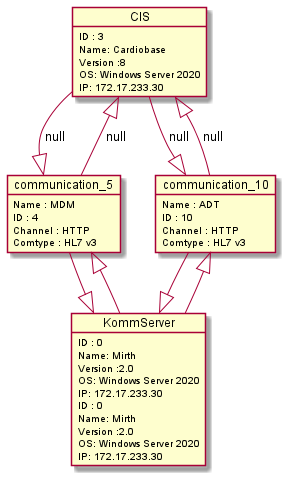 CIS
ID : 3
Name: Cardiobase
Version :8
OS: Windows Server 2020
IP: 172.17.233.30
null
null
null
null
communication_5
Name : MDM
ID : 4
Channel : HTTP
Comtype : HL7 v3
communication_10
Name : ADT
ID : 10
Channel : HTTP
Comtype : HL7 v3
KommServer
ID : 0
Name: Mirth
Version :2.0
OS: Windows Server 2020
IP: 172.17.233.30
ID : 0
Name: Mirth
Version :2.0
OS: Windows Server 2020
IP: 172.17.233.30